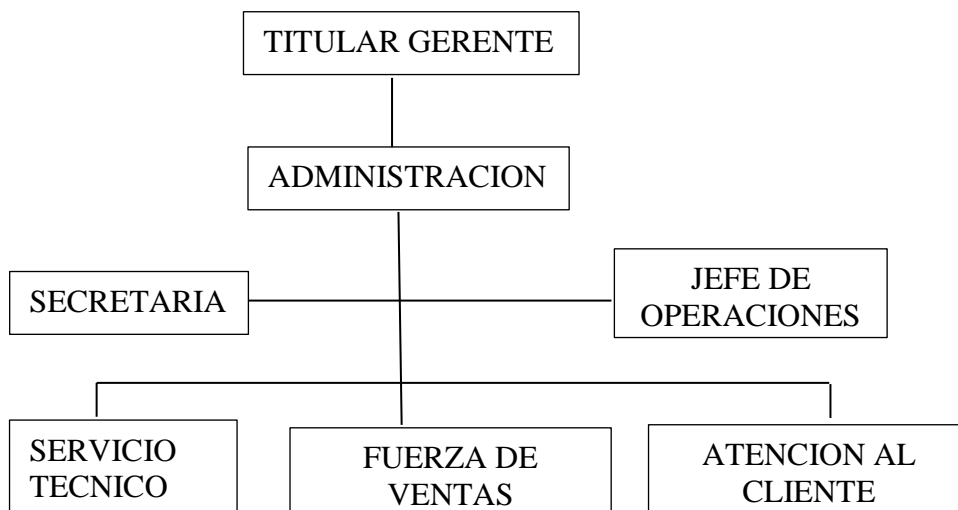 TITULAR GERENTE
ADMINISTRACION
SECRETARIA
JEFE DE
OPERACIONES
SERVICIO
TECNICO
FUERZA DE
VENTAS
ATENCION AL
CLIENTE